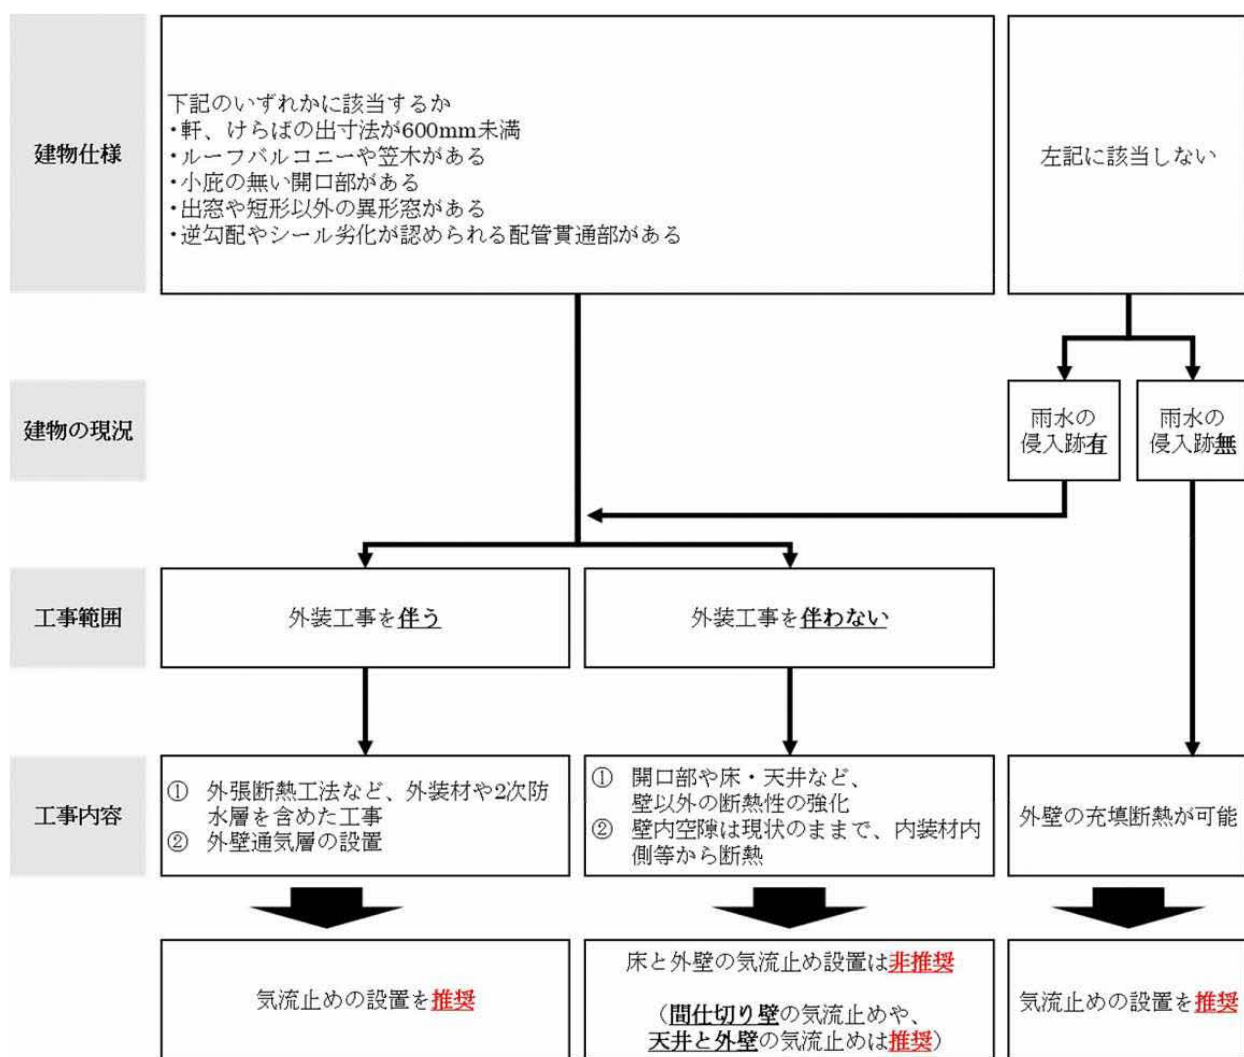 建物仕様
下記のいずれかに該当するか
・軒、けらばの出寸法が600mm未満
・ルーフバルコニーや笠木がある
・小庇の無い開口部がある
・出窓や短形以外の異形窓がある
・逆勾配やシール劣化が認められる配管貫通部がある
左記に該当しない
建物の現況
雨水の
侵入跡有
雨水の
侵入跡無
工事範囲
外装工事を伴う
外装工事を伴わない
工事内容
① 外張断熱工法など、外装材や2次防
水層を含めた工事
② 外壁通気層の設置
① 開口部や床・天井など、
壁以外の断熱性の強化
② 壁内空隙は現状のままで、内装材内
側等から断熱
外壁の充填断熱が可能
気流止めの設置を推奨
床と外壁の気流止め設置は非推奨
（間仕切り壁の気流止めや、
天井と外壁の気流止めは推奨）
気流止めの設置を推奨